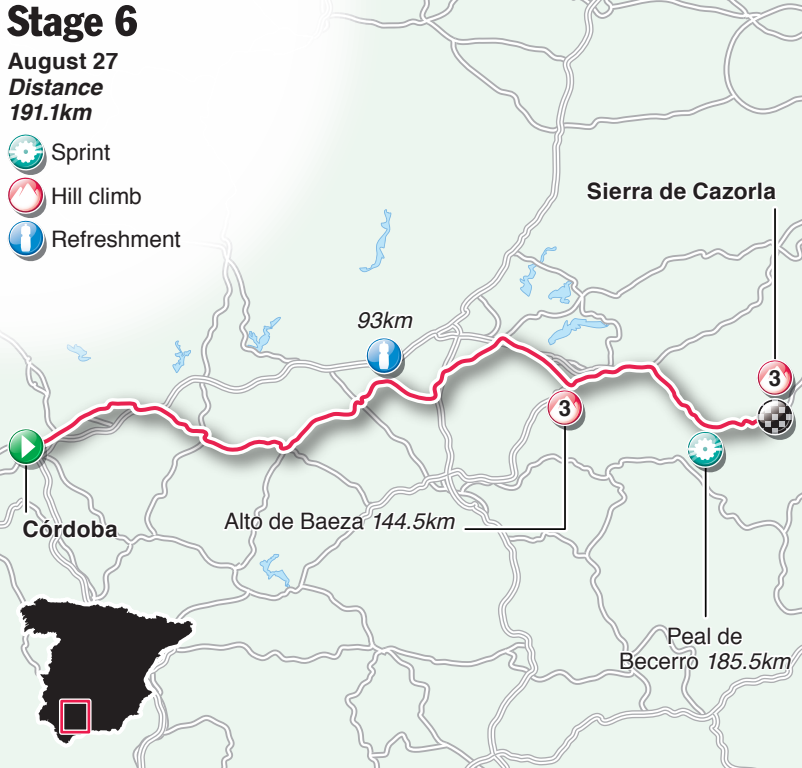 Stage 6
August 27
Distance
191.1km
Sprint
Hill climb
Refreshment
Sierra de Cazorla
93km
3
3
Alto de Baeza 144.5km
Córdoba
Peal de
Becerro 185.5km